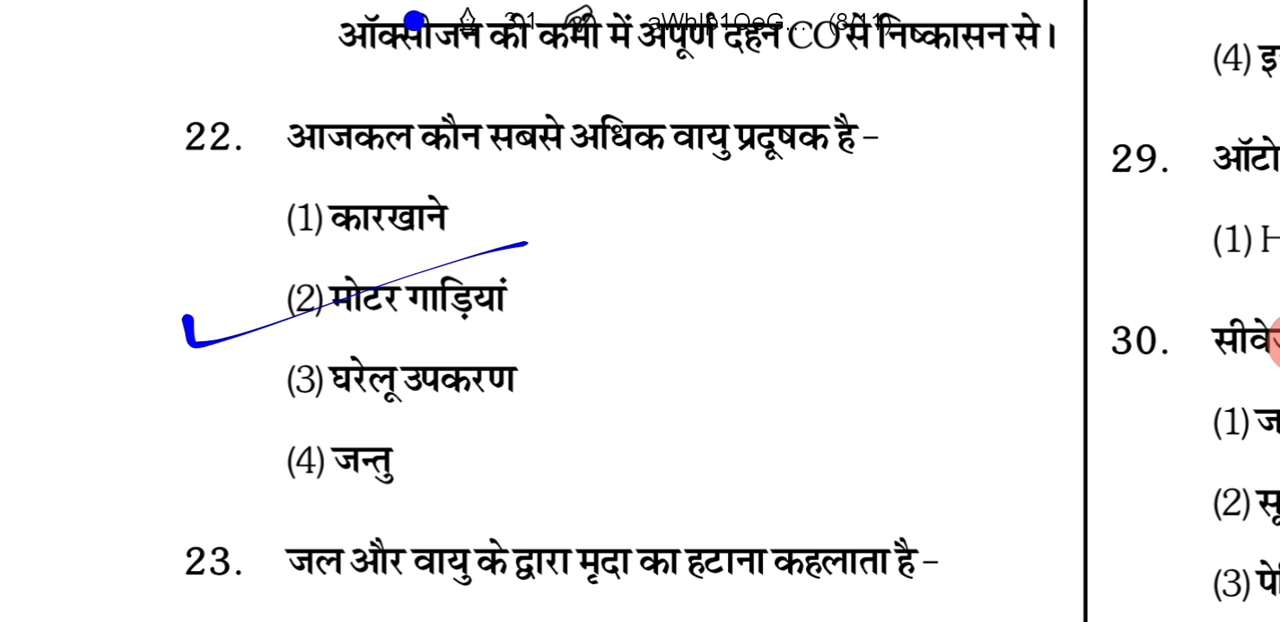 ऑक्सीजन की कमी में अपूर्ण दहन CO से निष्कासन से।
22. आजकल कौन सबसे अधिक वायु प्रदूषक है –
(1) कारखाने
(2) मोटर गाड़ियां
(3) घरेलू उपकरण
(4) जन्तु
23. जल और वायु के द्वारा मृदा का हटाना कहलाता है –
(4)
29. ऑटो
(1) H
30. सीवे
(1) ज
(2) सू
(3) पे